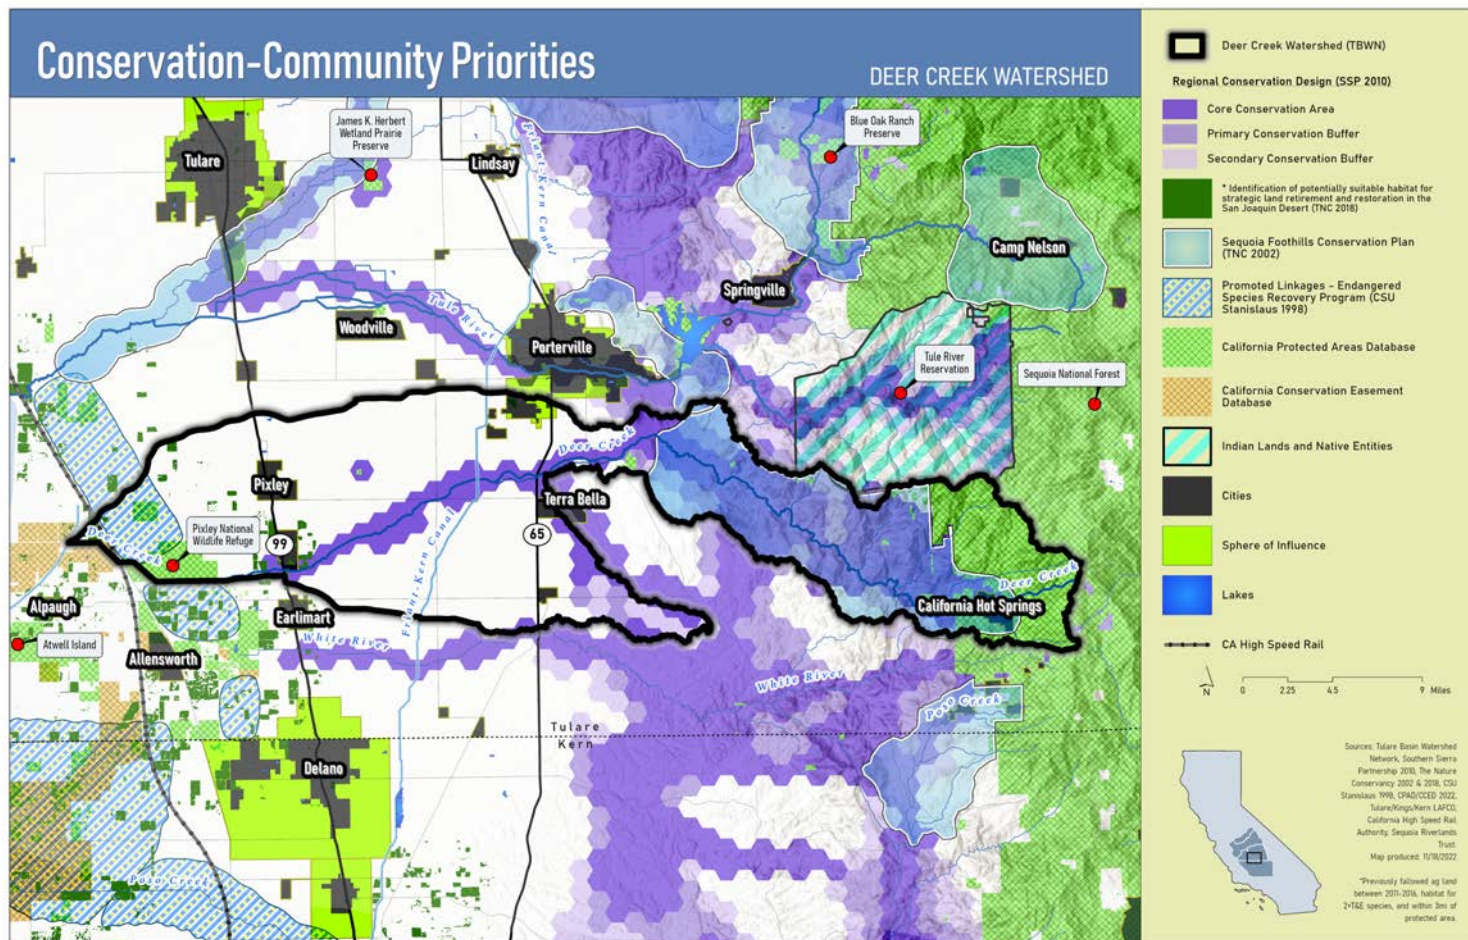 Conservation-Community Priorities
DEER CREEK WATERSHED
James K. Herbert
Wetland Prairie
Preserve
Blue Oak Ranch
Preserve
Tulare
Lindsay
Friant-Kern Canal
Camp Nelson
Springville
Tule River
Woodville
Porterville
Tule River
Reservation
Sequoia National Forest
Deer Creek
Pixley
Terra Bella
Pixley National
Wildlife Refuge
Deer Creek
99
65
Friant-Kern Canal
Deer Creek
California Hot Springs
Alpaugh
Earlimart
Atwell Island
Allensworth
White River
White River
Poso Creek
Tulare
Kern
Delano
Poso Creek
Deer Creek Watershed (TBWN)
Regional Conservation Design (SSP 2010)
Core Conservation Area
Primary Conservation Buffer
Secondary Conservation Buffer
* Identification of potentially suitable habitat for
strategic land retirement and restoration in the
San Joaquin Desert (TNC 2018)
Sequoia Foothills Conservation Plan
(TNC 2002)
Promoted Linkages - Endangered
Species Recovery Program (CSU
Stanislaus 1998)
California Protected Areas Database
California Conservation Easement
Database
Indian Lands and Native Entities
Cities
Sphere of Influence
Lakes
CA High Speed Rail
N
0 2.25 4.5 9 Miles
Sources: Tulare Basin Watershed
Network, Southern Sierra
Partnership 2010, The Nature
Conservancy 2002 & 2018, CSU
Stanislaus 1998, CPAD/CCED 2022,
Tulare/Kings/Kern LAFCO,
California High Speed Rail
Authority, Sequoia Riverlands
Trust.
Map produced: 11/18/2022
*Previously fallowed ag land
between 2011-2016, habitat for
2+T&E species, and within 3mi of
protected area.